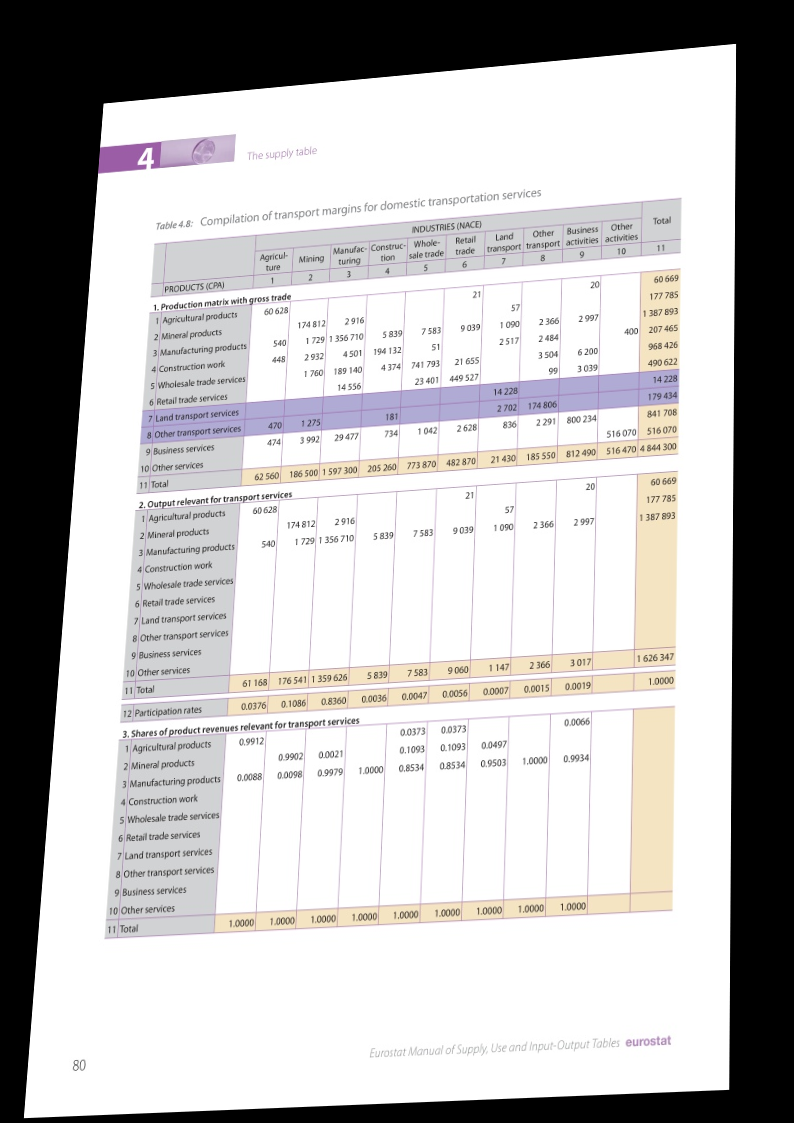 4
The supply table
Table 4.8: Compilation of transport margins for domestic transportation services
INDUSTRIES (NACE)
PRODUCTS (CPA) Agricul-ture Mining Manufac-turing Construc-tion Whole-sale trade Retail trade Land transport Other transport Business activities Other activities Total
1 2 3 4 5 6 7 8 9 10 11
1. Production matrix with gross trade
1 Agricultural products 60 628 21 20 60 669
2 Mineral products 174 812 2 916 57 177 785
3 Manufacturing products 540 1 729 1 356 710 5 839 7 583 9 039 1 090 2 366 2 997 1 387 893
4 Construction work 448 2 932 4 501 194 132 51 2 517 2 484 400 207 465
5 Wholesale trade services 1 760 189 140 4 374 741 793 21 655 3 504 6 200 968 426
6 Retail trade services 14 556 23 401 449 527 99 3 039 490 622
7 Land transport services 14 228 14 228
8 Other transport services 470 1 275 181 2 702 174 806 179 434
9 Business services 474 3 992 29 477 734 1 042 2 628 836 2 291 800 234 841 708
10 Other services 516 070 516 070
11 Total 62 560 186 500 1 597 300 205 260 773 870 482 870 21 430 185 550 812 490 516 470 4 844 300
2. Output relevant for transport services
1 Agricultural products 60 628 21 20 60 669
2 Mineral products 174 812 2 916 57 177 785
3 Manufacturing products 540 1 729 1 356 710 5 839 7 583 9 039 1 090 2 366 2 997 1 387 893
4 Construction work
5 Wholesale trade services
6 Retail trade services
7 Land transport services
8 Other transport services
9 Business services
10 Other services
11 Total 61 168 176 541 1 359 626 5 839 7 583 9 060 1 147 2 366 3 017 1 626 347
12 Participation rates 0.0376 0.1086 0.8360 0.0036 0.0047 0.0056 0.0007 0.0015 0.0019 1.0000
3. Shares of product revenues relevant for transport services
1 Agricultural products 0.9912 0.0373 0.0373 0.0066
2 Mineral products 0.9902 0.0021 0.1093 0.1093 0.0497
3 Manufacturing products 0.0088 0.0098 0.9979 1.0000 0.8534 0.8534 0.9503 1.0000 0.9934
4 Construction work
5 Wholesale trade services
6 Retail trade services
7 Land transport services
8 Other transport services
9 Business services
10 Other services
11 Total 1.0000 1.0000 1.0000 1.0000 1.0000 1.0000 1.0000 1.0000 1.0000
80
Eurostat Manual of Supply, Use and Input-Output Tables eurostat